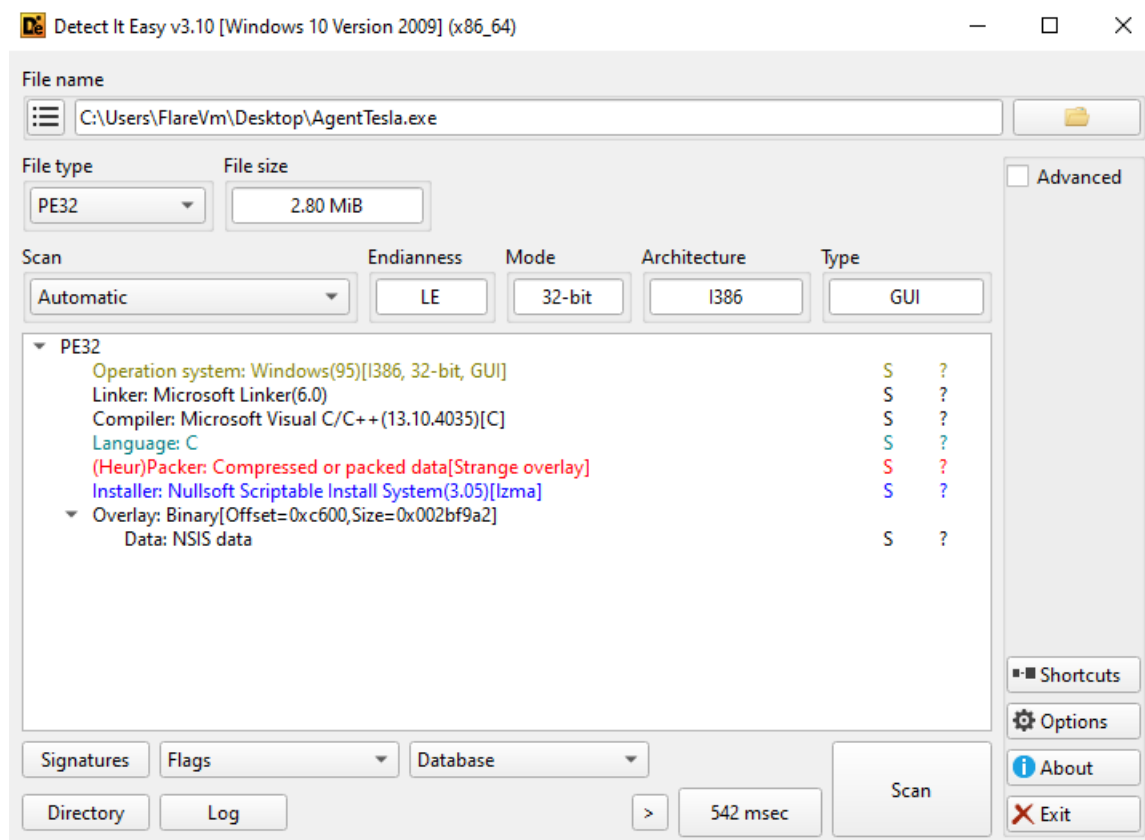 Detect It Easy v3.10 [Windows 10 Version 2009] (x86_64)
File name
C:\Users\FlareVm\Desktop\AgentTesla.exe
File type File size
PE32 2.80 MiB
Advanced
Scan Endianness Mode Architecture Type
Automatic LE 32-bit I386 GUI
PE32
Operation system: Windows(95)[I386, 32-bit, GUI] S ?
Linker: Microsoft Linker(6.0) S ?
Compiler: Microsoft Visual C/C++(13.10.4035)[C] S ?
Language: C S ?
(Heur)Packer: Compressed or packed data[Strange overlay] S ?
Installer: Nullsoft Scriptable Install System(3.05)[lzma] S ?
Overlay: Binary[Offset=0xc600,Size=0x002bf9a2]
Data: NSIS data S ?
Shortcuts
Options
Signatures Flags Database Scan About
Directory Log > 542 msec Exit